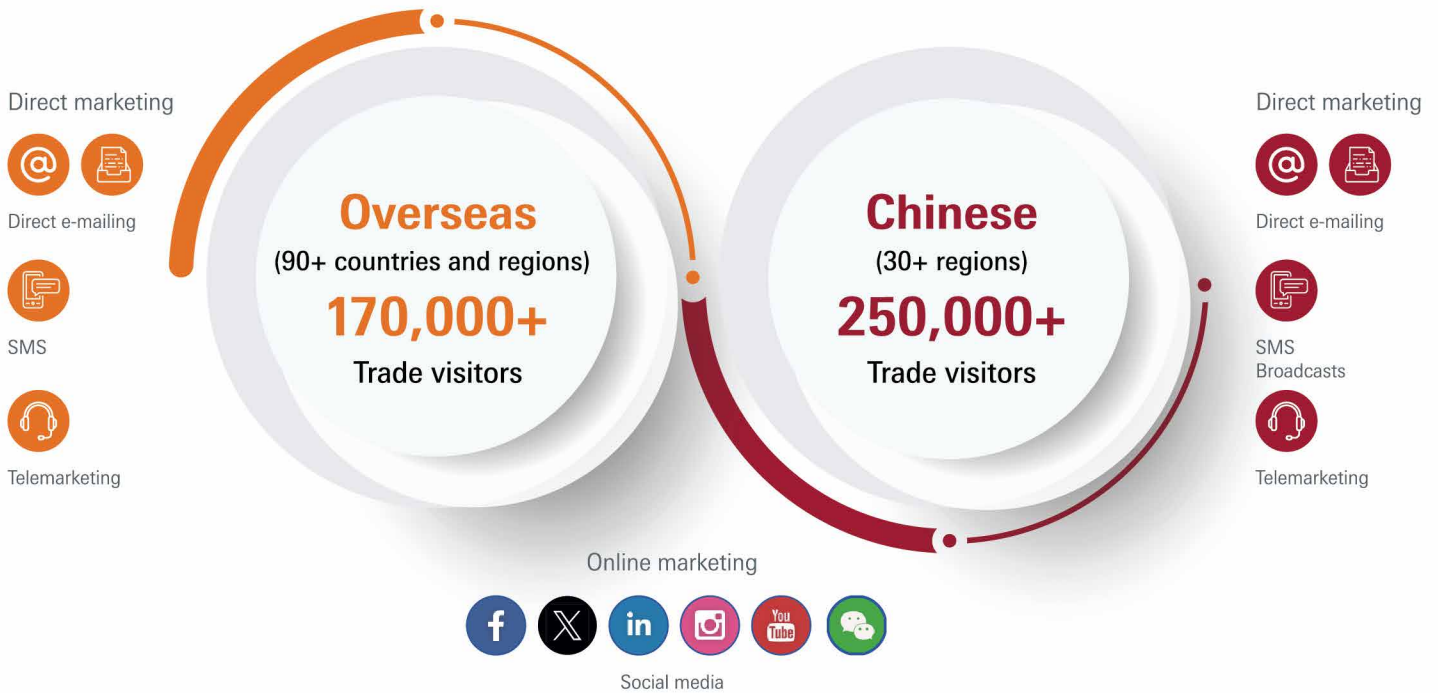 Direct marketing
Direct e-mailing
SMS
Telemarketing
Overseas
(90+ countries and regions)
170,000+
Trade visitors
Chinese
(30+ regions)
250,000+
Trade visitors
Direct marketing
Direct e-mailing
SMS
Broadcasts
Telemarketing
Online marketing
f
X
in
You
Tube
Social media